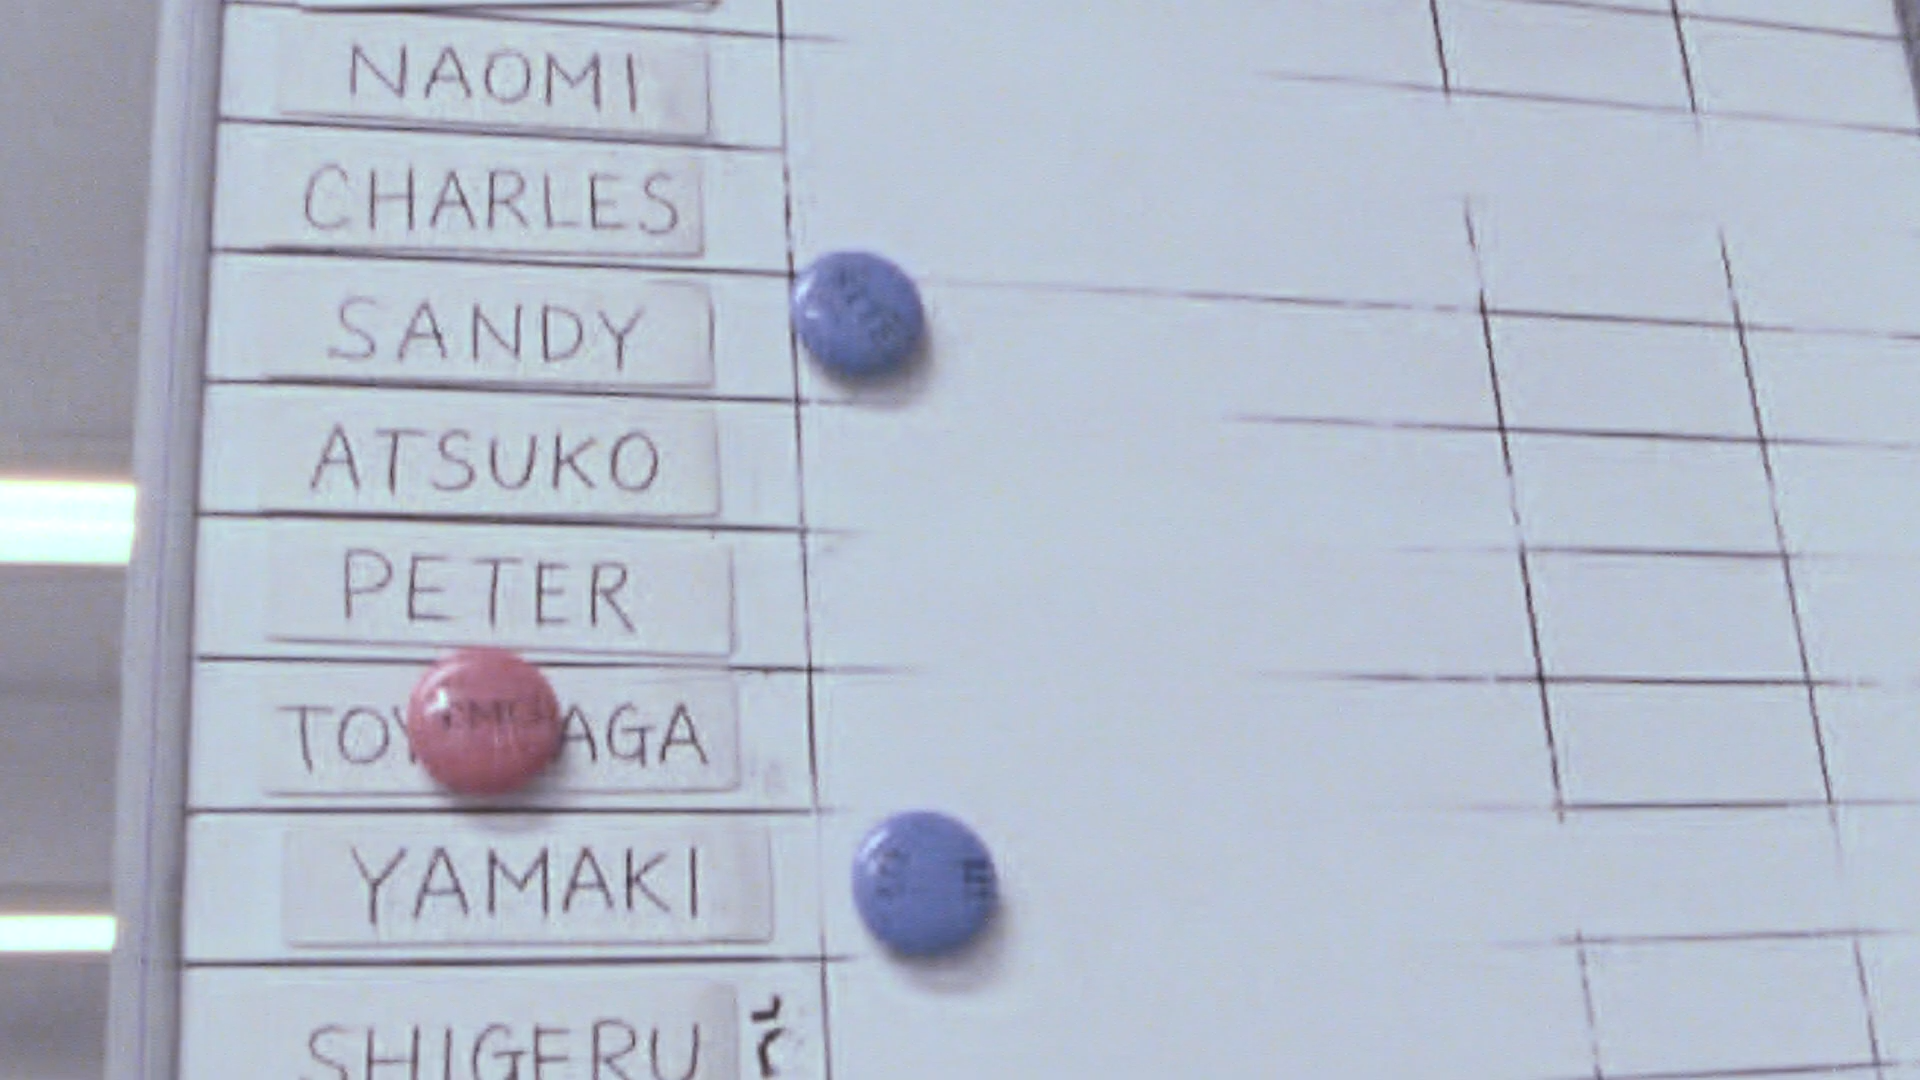 NAOMI
CHARLES
SANDY
ATSUKO
PETER
YAMAKI
SHIGERU